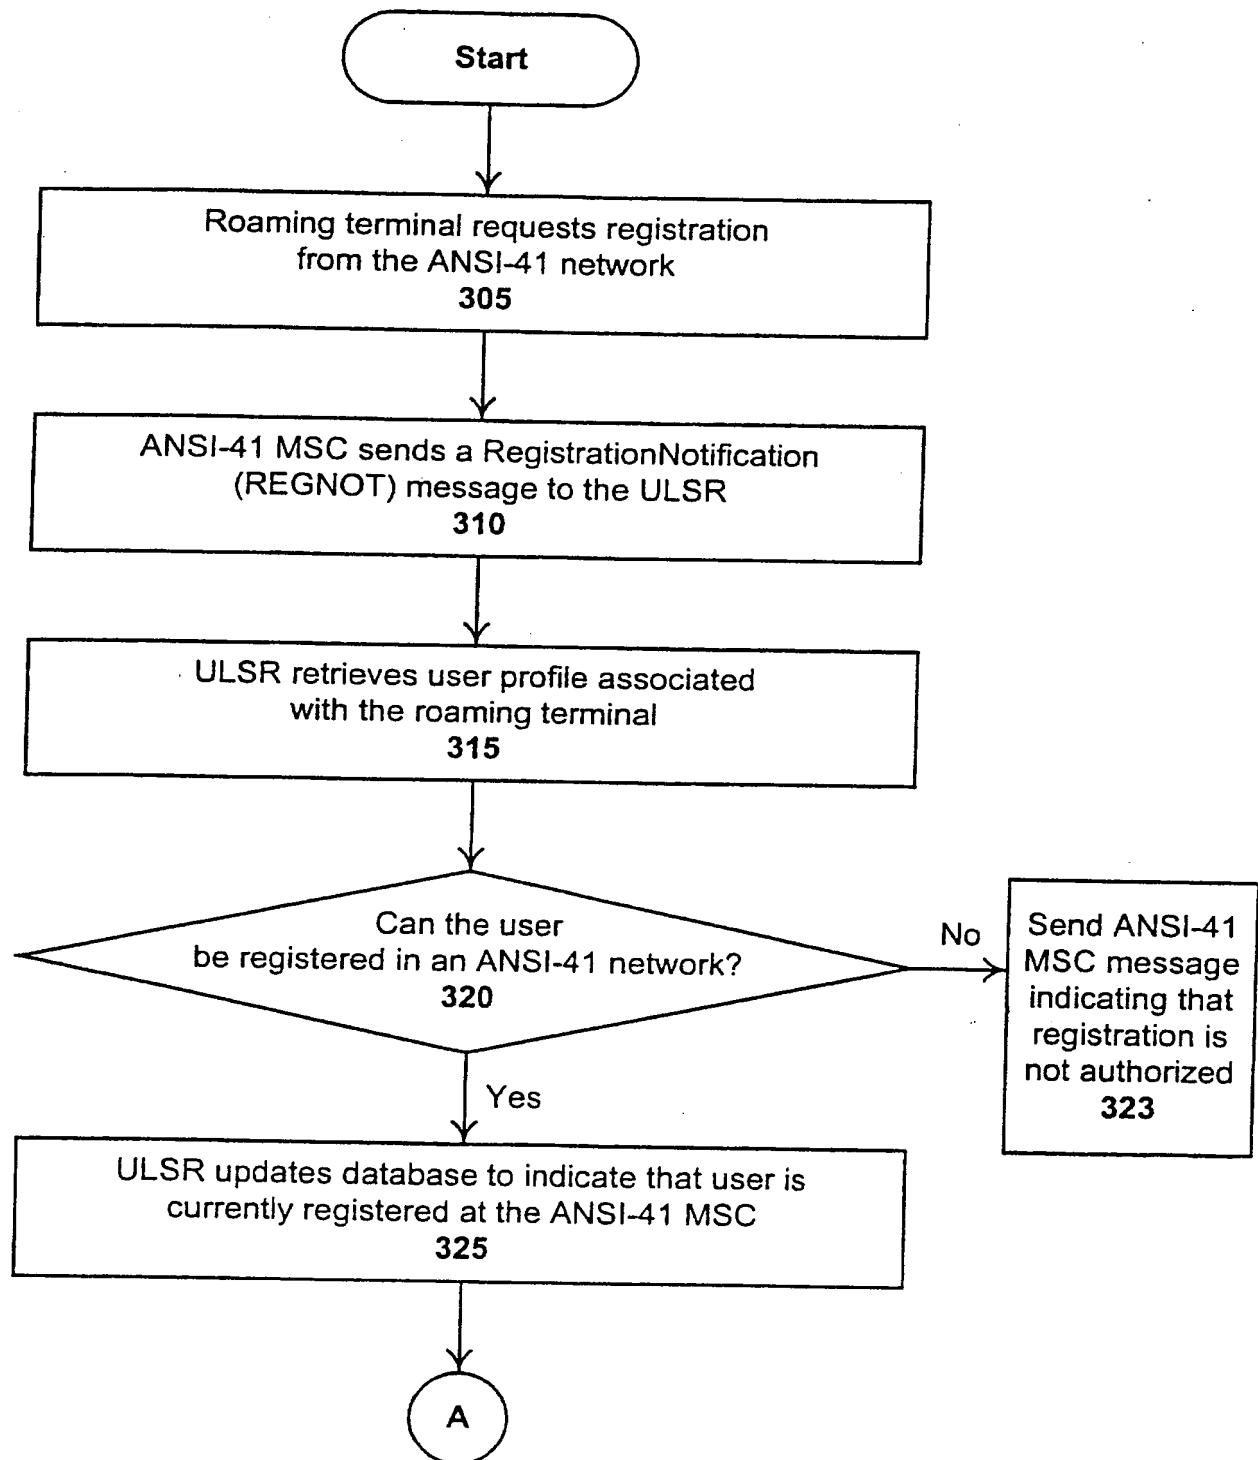 Start
Roaming terminal requests registration
from the ANSI-41 network
305
ANSI-41 MSC sends a RegistrationNotification
(REGNOT) message to the ULSR
310
ULSR retrieves user profile associated
with the roaming terminal
315
Can the user
be registered in an ANSI-41 network?
320
No
Send ANSI-41
MSC message
indicating that
registration is
not authorized
323
Yes
ULSR updates database to indicate that user is
currently registered at the ANSI-41 MSC
325
A